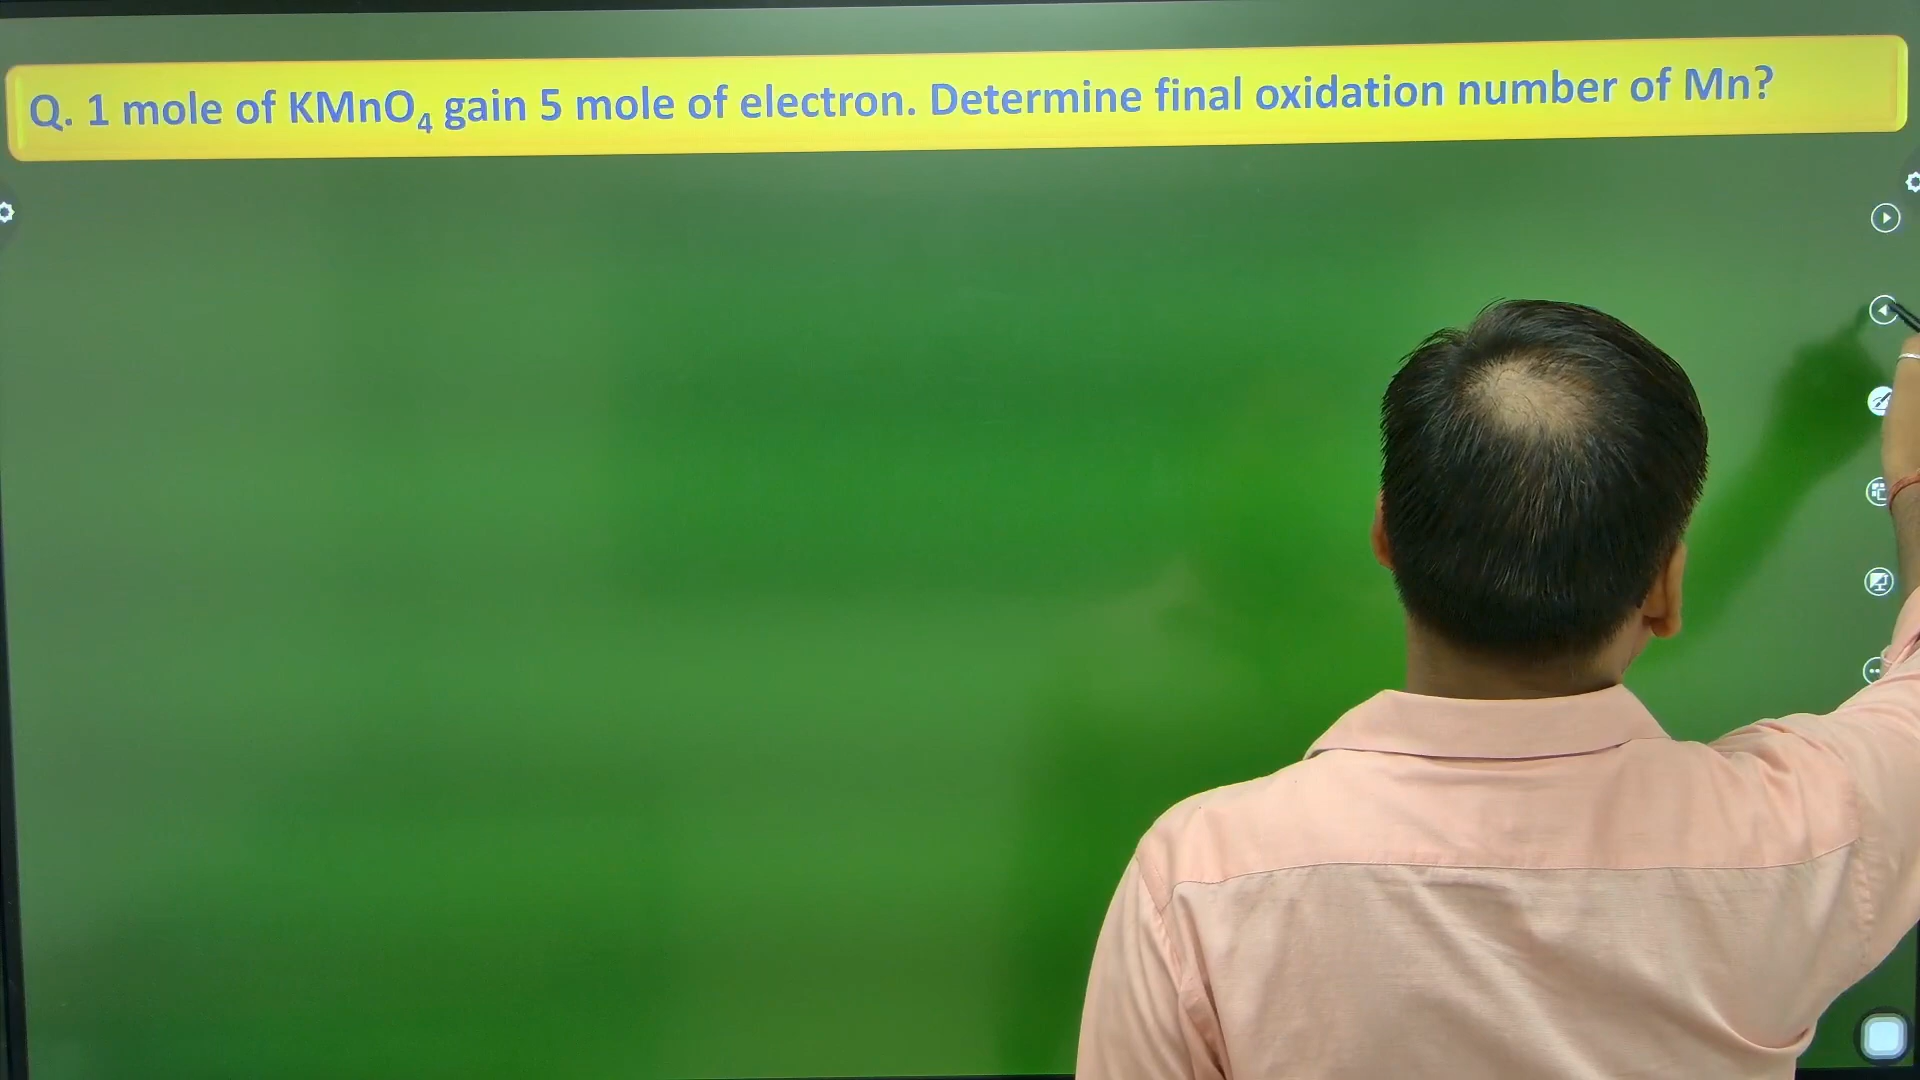 Q. 1 mole of KMnO₄ gain 5 mole of electron. Determine final oxidation number of Mn?